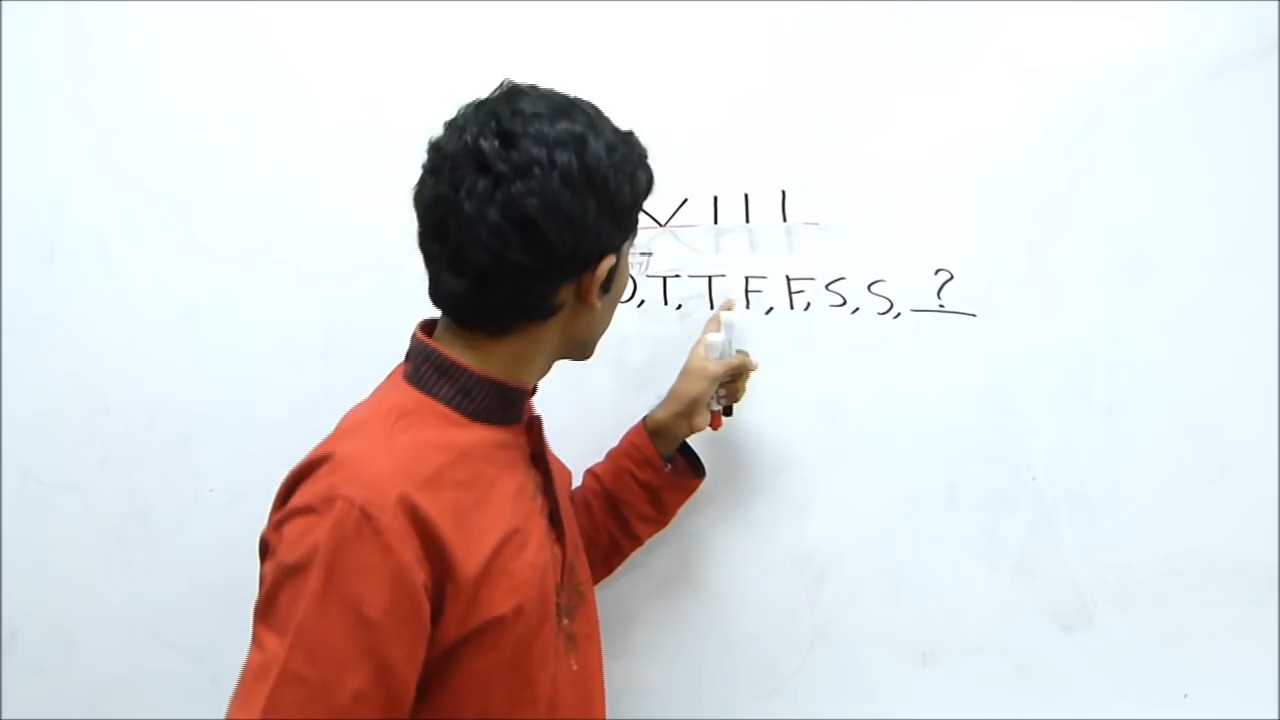 VIII
O, T, T F, F, S, S, ?